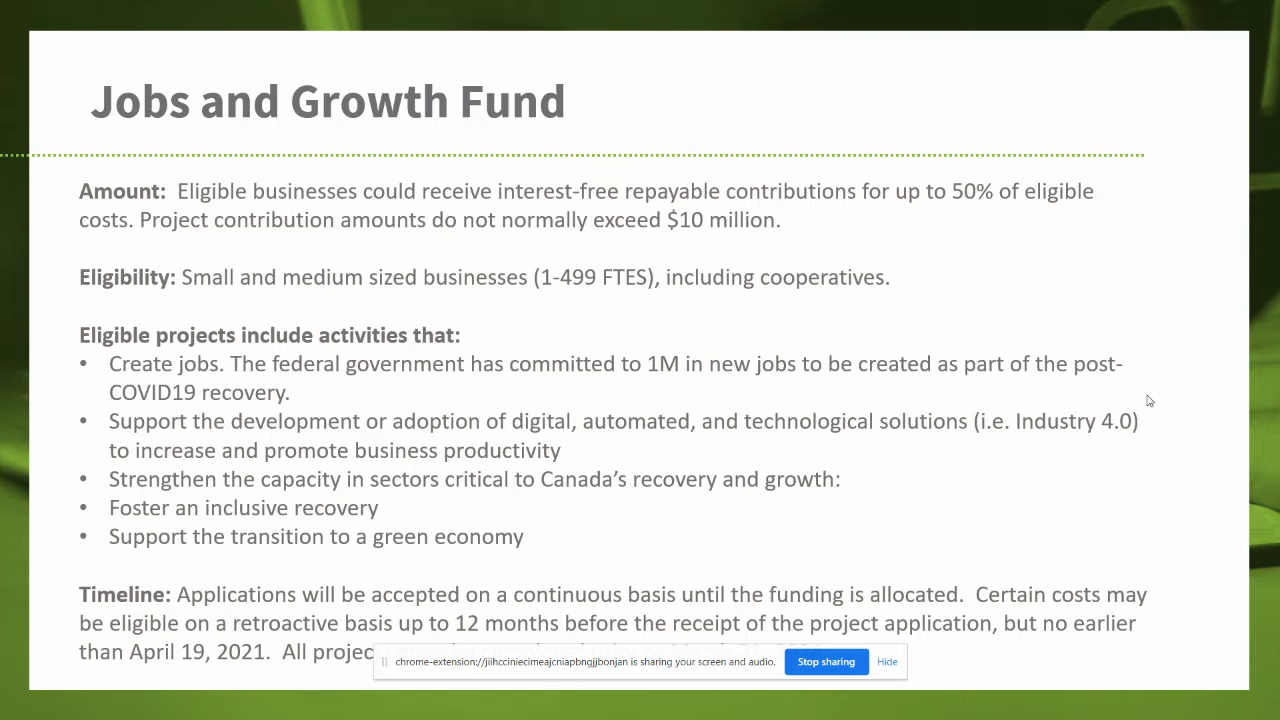 Jobs and Growth Fund
Amount: Eligible businesses could receive interest-free repayable contributions for up to 50% of eligible
costs. Project contribution amounts do not normally exceed $10 million.
Eligibility: Small and medium sized businesses (1-499 FTES), including cooperatives.
Eligible projects include activities that:
• Create jobs. The federal government has committed to 1M in new jobs to be created as part of the post-
COVID19 recovery.
• Support the development or adoption of digital, automated, and technological solutions (i.e. Industry 4.0)
to increase and promote business productivity
• Strengthen the capacity in sectors critical to Canada's recovery and growth:
• Foster an inclusive recovery
• Support the transition to a green economy
Timeline: Applications will be accepted on a continuous basis until the funding is allocated. Certain costs may
be eligible on a retroactive basis up to 12 months before the receipt of the project application, but no earlier
than April 19, 2021. All
chrome-extension://jiihcciniecimeajcniapbngjjbonjan is sharing your screen and audio. Stop sharing Hide